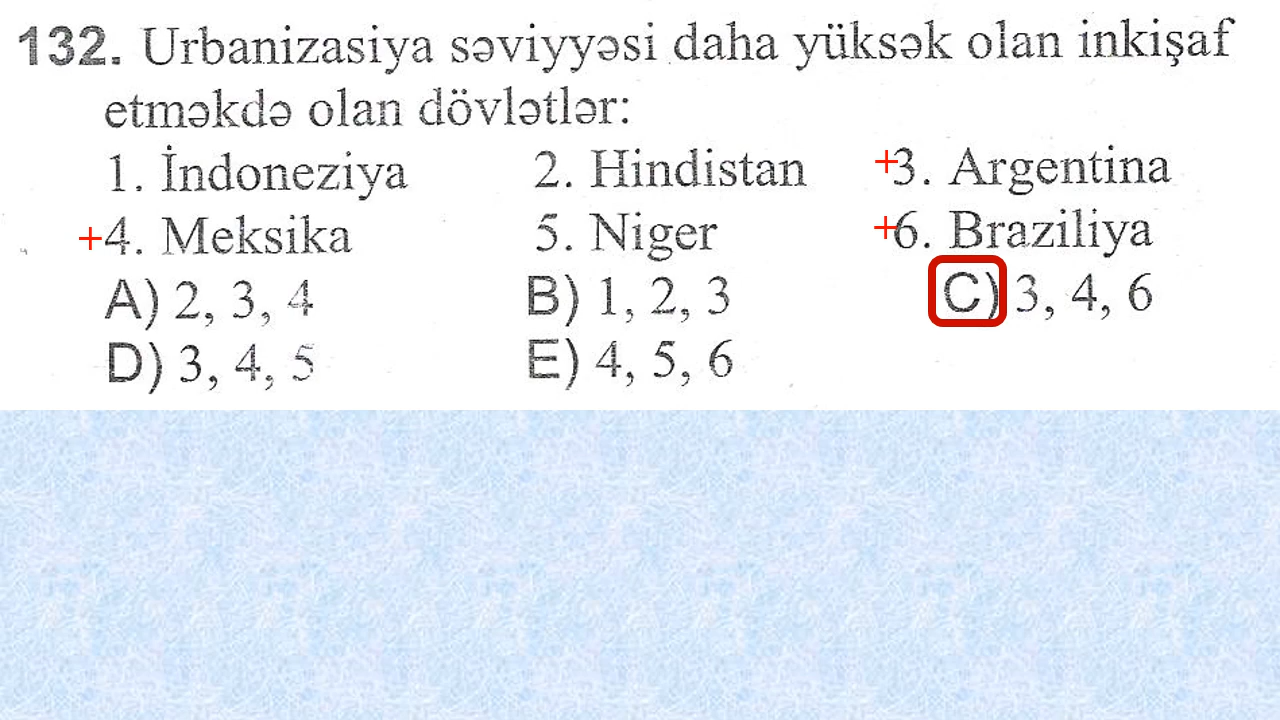 132. Urbanizasiya səviyyəsi daha yüksək olan inkişaf
etməkdə olan dövlətlər:
1. İndoneziya 2. Hindistan +3. Argentina
+4. Meksika 5. Niger +6. Braziliya
A) 2, 3, 4 B) 1, 2, 3 C) 3, 4, 6
D) 3, 4, 5 E) 4, 5, 6